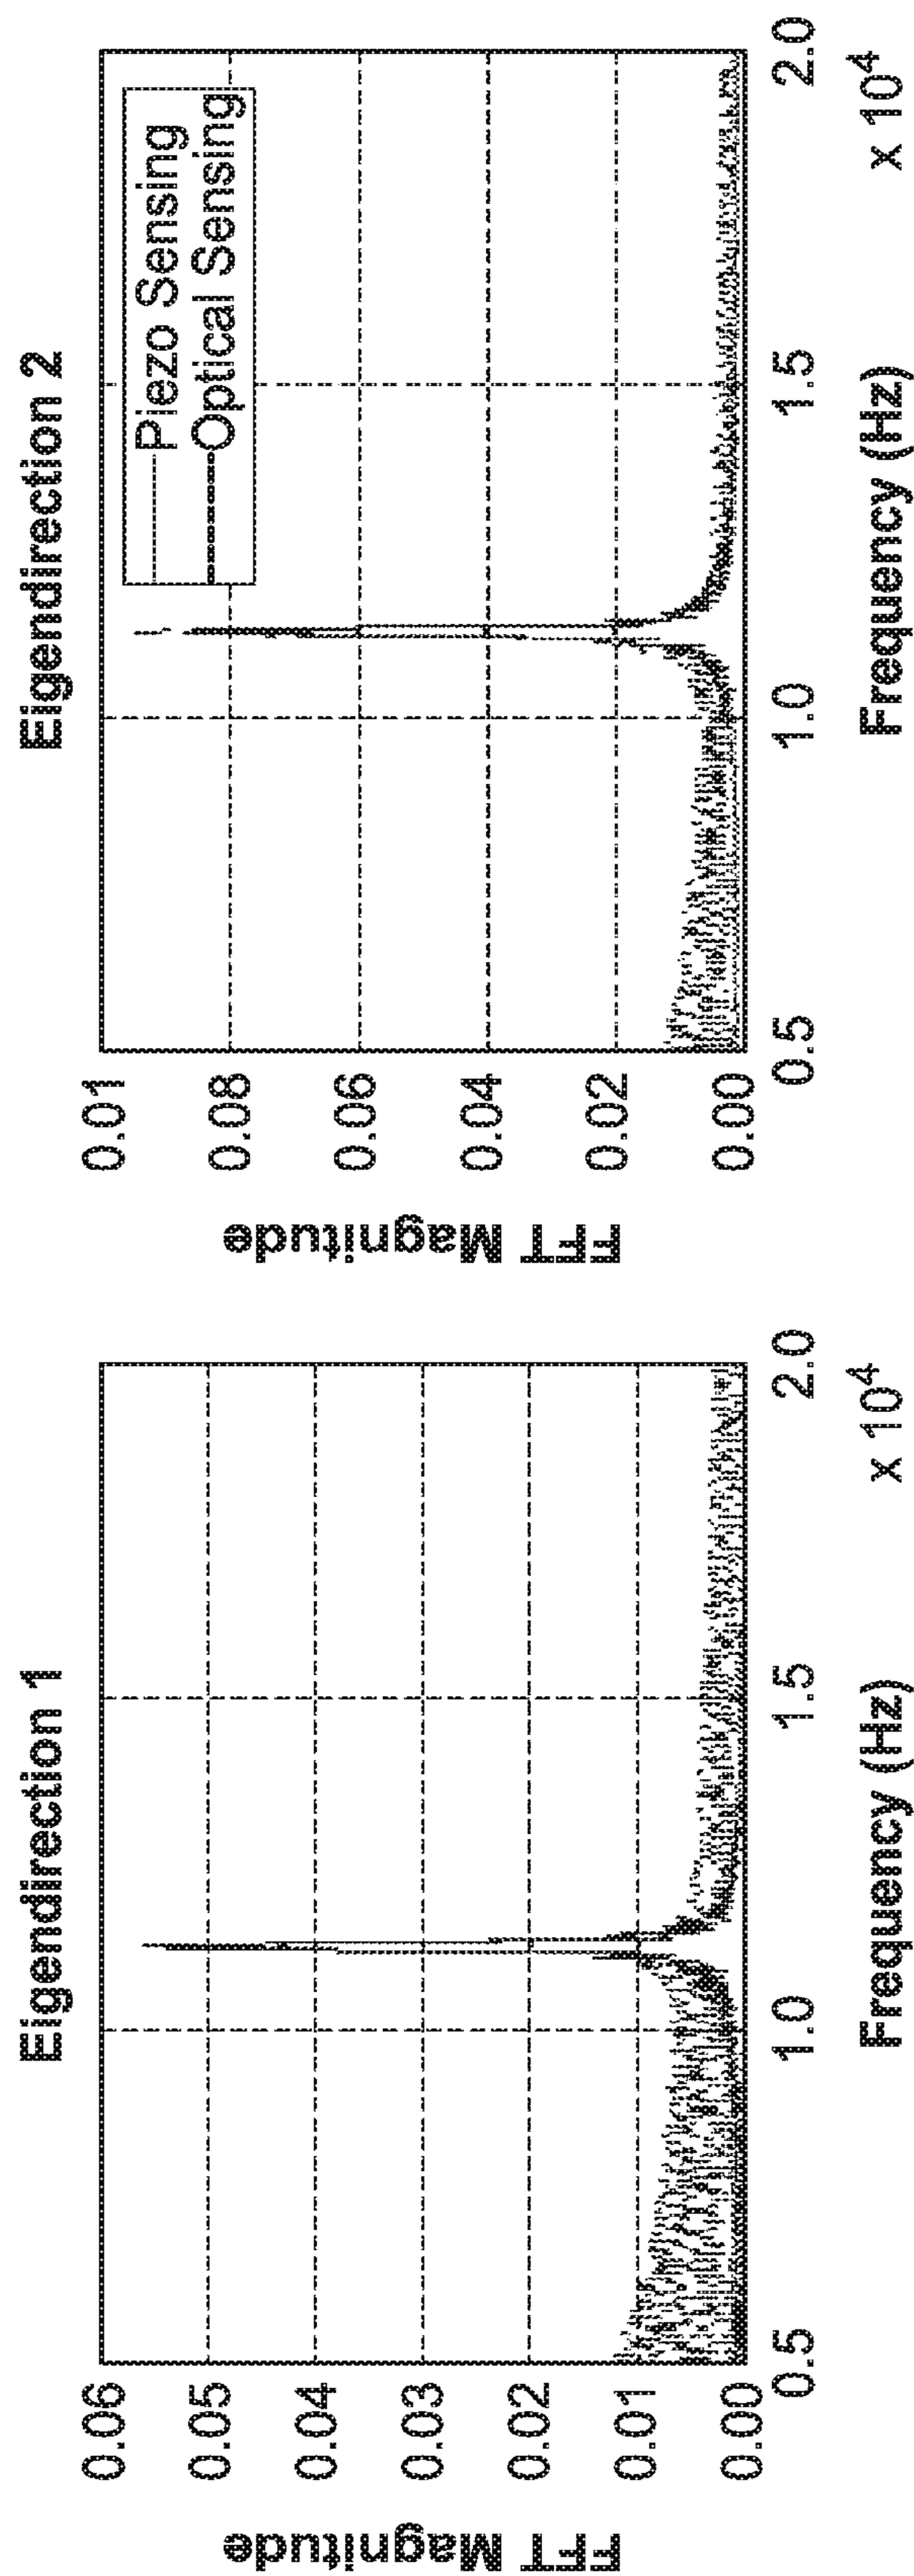 Eigendirection 1
FFT Magnitude
0.06
0.05
0.04
0.03
0.02
0.01
0.00
0.5
1.0
1.5
2.0
x 10⁴
Frequency (Hz)
Eigendirection 2
Piezo Sensing
Optical Sensing
FFT Magnitude
0.01
0.08
0.06
0.04
0.02
0.00
0.5
1.0
1.5
2.0
x 10⁴
Frequency (Hz)